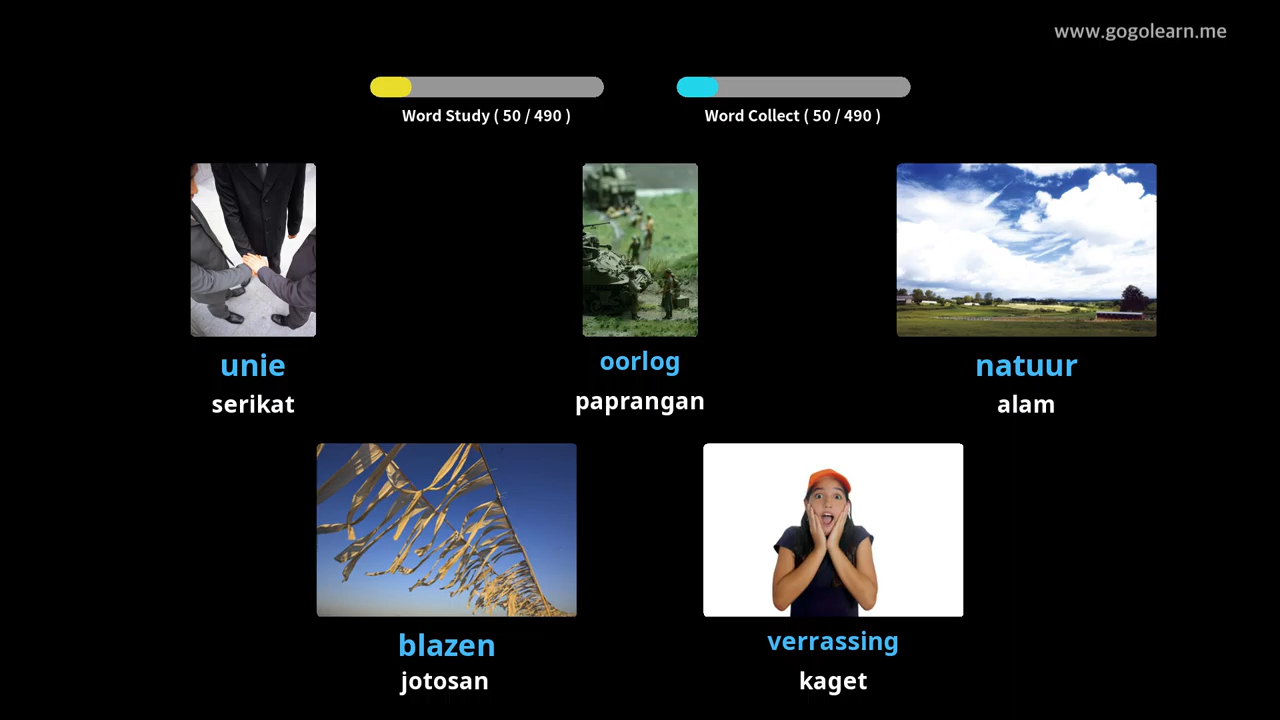 www.gogolearn.me
Word Study ( 50 / 490 )
Word Collect ( 50 / 490 )
unie
serikat
oorlog
paprangan
natuur
alam
blazen
jotosan
verrassing
kaget